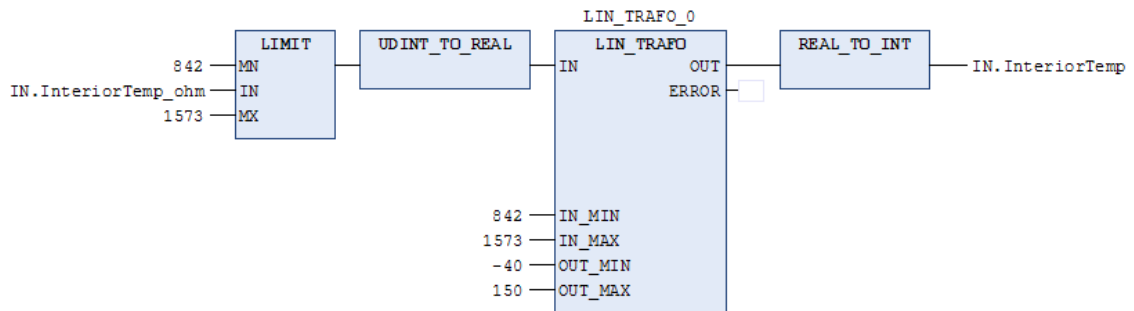 LIN_TRAFO_0
LIMIT UDINT_TO_REAL LIN_TRAFO REAL_TO_INT
842 MN IN OUT IN.InteriorTemp
IN.InteriorTemp_ohm IN ERROR
1573 MX
842 IN_MIN
1573 IN_MAX
-40 OUT_MIN
150 OUT_MAX